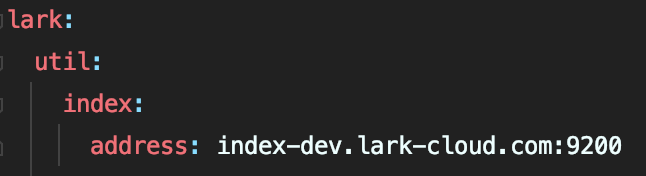 lark:
util:
index:
address: index-dev.lark-cloud.com:9200